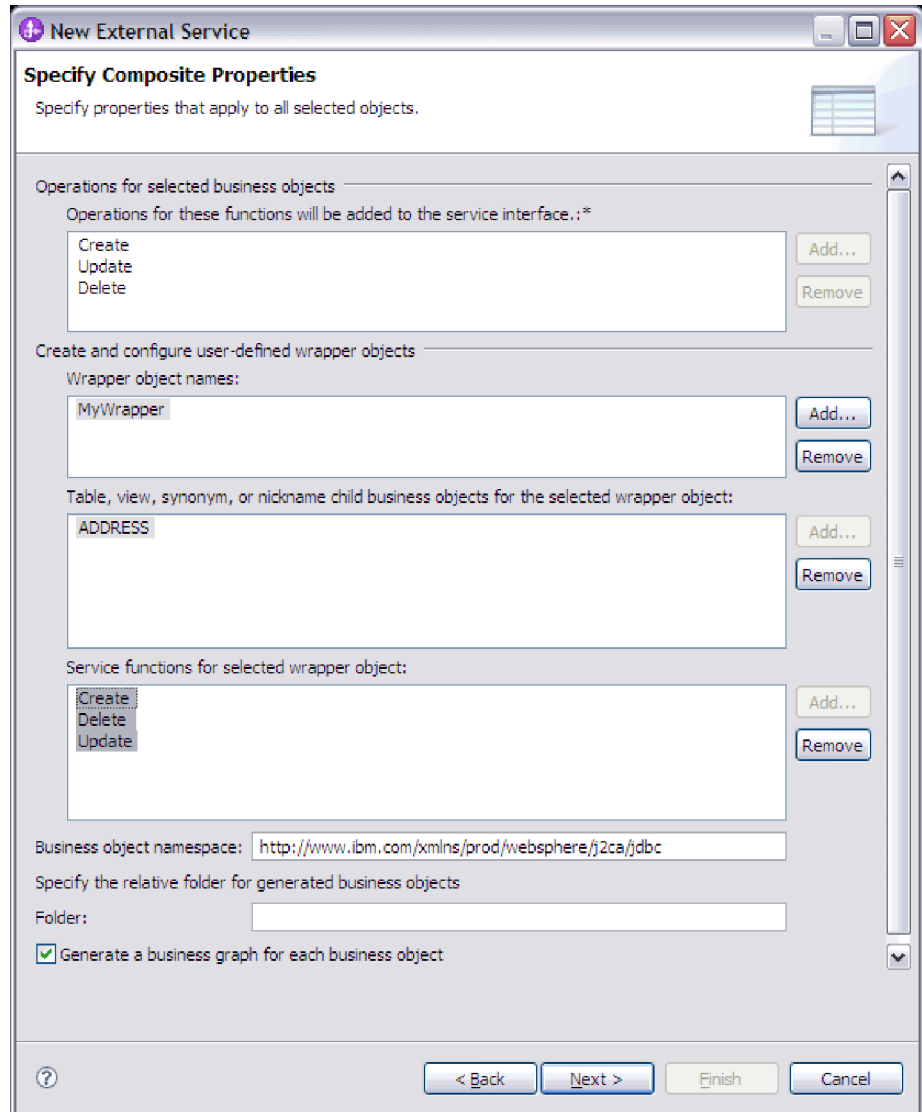 New External Service
Specify Composite Properties
Specify properties that apply to all selected objects.
Operations for selected business objects
Operations for these functions will be added to the service interface.:*
Create
Update
Delete
Add...
Remove
Create and configure user-defined wrapper objects
Wrapper object names:
MyWrapper
Add...
Remove
Table, view, synonym, or nickname child business objects for the selected wrapper object:
ADDRESS
Add...
Remove
Service functions for selected wrapper object:
Create
Delete
Update
Add...
Remove
Business object namespace: http://www.ibm.com/xmlns/prod/websphere/j2ca/jdbc
Specify the relative folder for generated business objects
Folder:
Generate a business graph for each business object
?
< Back Next > Finish Cancel